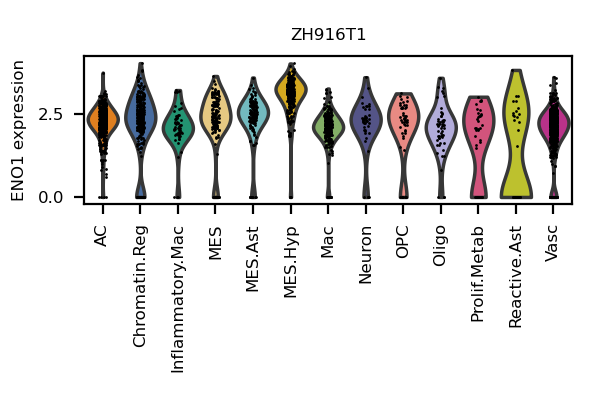 ZH916T1
ENO1 expression
2.5
0.0
AC
Chromatin.Reg
Inflammatory.Mac
MES
MES.Ast
MES.Hyp
Mac
Neuron
OPC
Oligo
Prolif.Metab
Reactive.Ast
Vasc